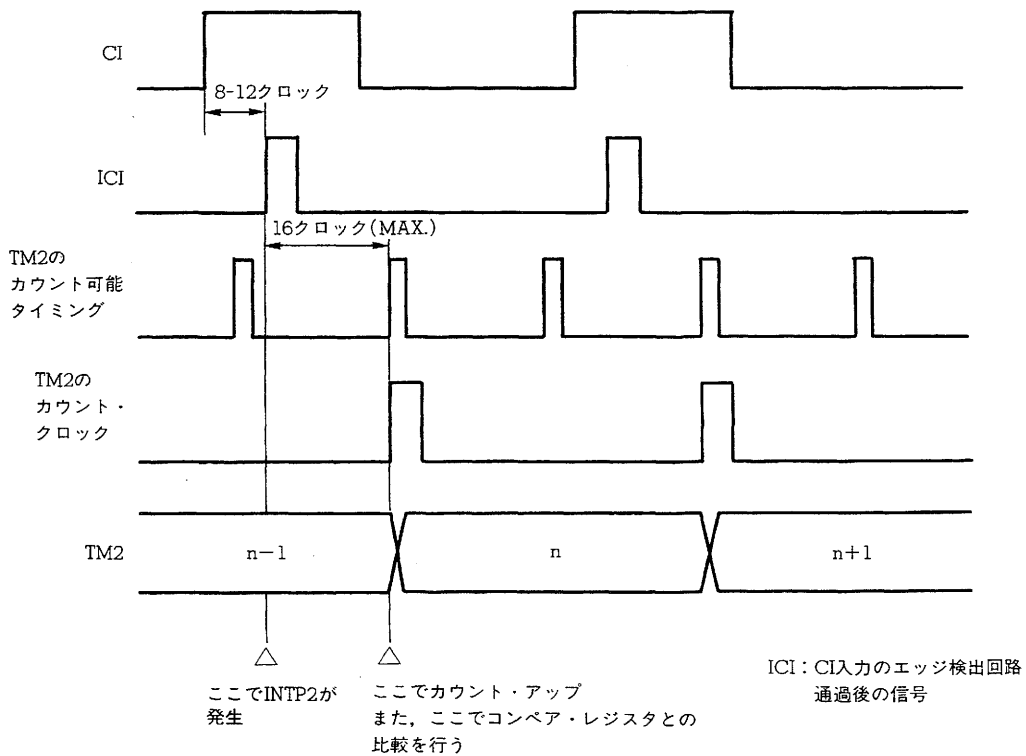 CI
8-12クロック
ICI
16クロック(MAX.)
TM2の
カウント可能
タイミング
TM2の
カウント・
クロック
TM2
n−1
n
n+1
ここでINTP2が
発生
ここでカウント・アップ
また，ここでコンペア・レジスタとの
比較を行う
ICI：CI入力のエッジ検出回路
通過後の信号